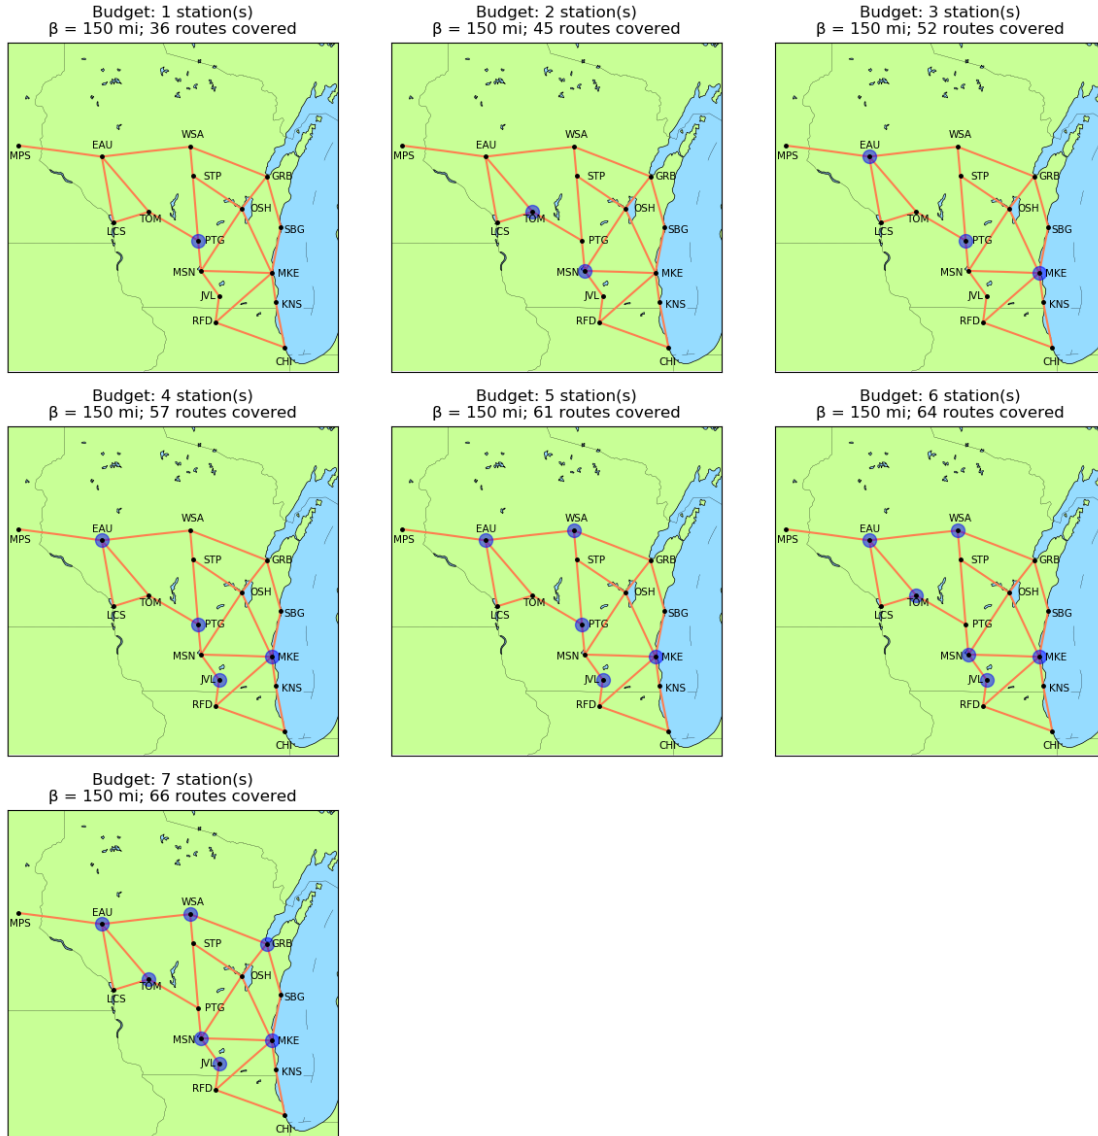 Budget: 1 station(s)
β = 150 mi; 36 routes covered
MPS
EAU
WSA
STP
GRB
TOM
LCS
OSH
SBG
PTG
MSN
MKE
JVL
KNS
RFD
CHI
Budget: 2 station(s)
β = 150 mi; 45 routes covered
MPS
EAU
WSA
STP
GRB
TOM
LCS
OSH
SBG
PTG
MSN
MKE
JVL
KNS
RFD
CHI
Budget: 3 station(s)
β = 150 mi; 52 routes covered
MPS
EAU
WSA
STP
GRB
TOM
LCS
OSH
SBG
PTG
MSN
MKE
JVL
KNS
RFD
CHI
Budget: 4 station(s)
β = 150 mi; 57 routes covered
MPS
EAU
WSA
STP
GRB
TOM
LCS
OSH
SBG
PTG
MSN
MKE
JVL
KNS
RFD
CHI
Budget: 5 station(s)
β = 150 mi; 61 routes covered
MPS
EAU
WSA
STP
GRB
TOM
LCS
OSH
SBG
PTG
MSN
MKE
JVL
KNS
RFD
CHI
Budget: 6 station(s)
β = 150 mi; 64 routes covered
MPS
EAU
WSA
STP
GRB
TOM
LCS
OSH
SBG
PTG
MSN
MKE
JVL
KNS
RFD
CHI
Budget: 7 station(s)
β = 150 mi; 66 routes covered
MPS
EAU
WSA
STP
GRB
TOM
LCS
OSH
SBG
PTG
MSN
MKE
JVL
KNS
RFD
CHI